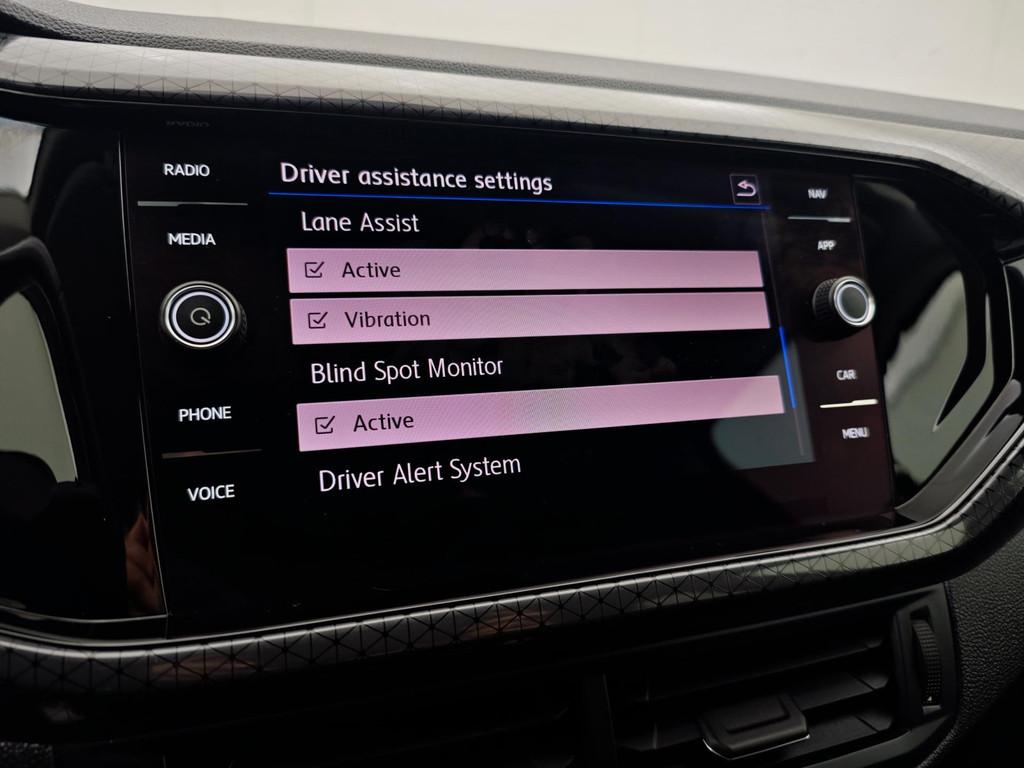 RADIO
MEDIA
PHONE
VOICE
Driver assistance settings
Lane Assist
Active
Vibration
Blind Spot Monitor
Active
Driver Alert System
NAV
APP
CAR
MENU